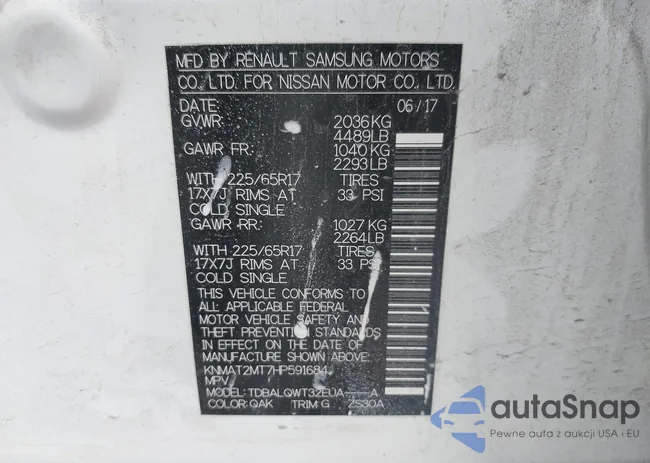 MFD BY RENAULT SAMSUNG MOTORS
CO., LTD. FOR NISSAN MOTOR CO., LTD.
DATE: 06/17
GVWR: 2036KG
4489LB
GAWR FR: 1040KG
2293LB
WITH 225/65R17 TIRES
17X7J RIMS AT 33 PSI
COLD SINGLE
GAWR RR: 1027KG
2264LB
WITH 225/65R17 TIRES
17X7J RIMS AT 33 PSI
COLD SINGLE
THIS VEHICLE CONFORMS TO
ALL APPLICABLE FEDERAL
MOTOR VEHICLE SAFETY AND
THEFT PREVENTION STANDARDS
IN EFFECT ON THE DATE OF
MANUFACTURE SHOWN ABOVE:
KNMAT2MT7HP591684
MPV
MODEL: TDBALQWT32EUA----A
COLOR: QAK TRIM: G ZS30A
autoSnap
Pewne auta z aukcji USA i EU